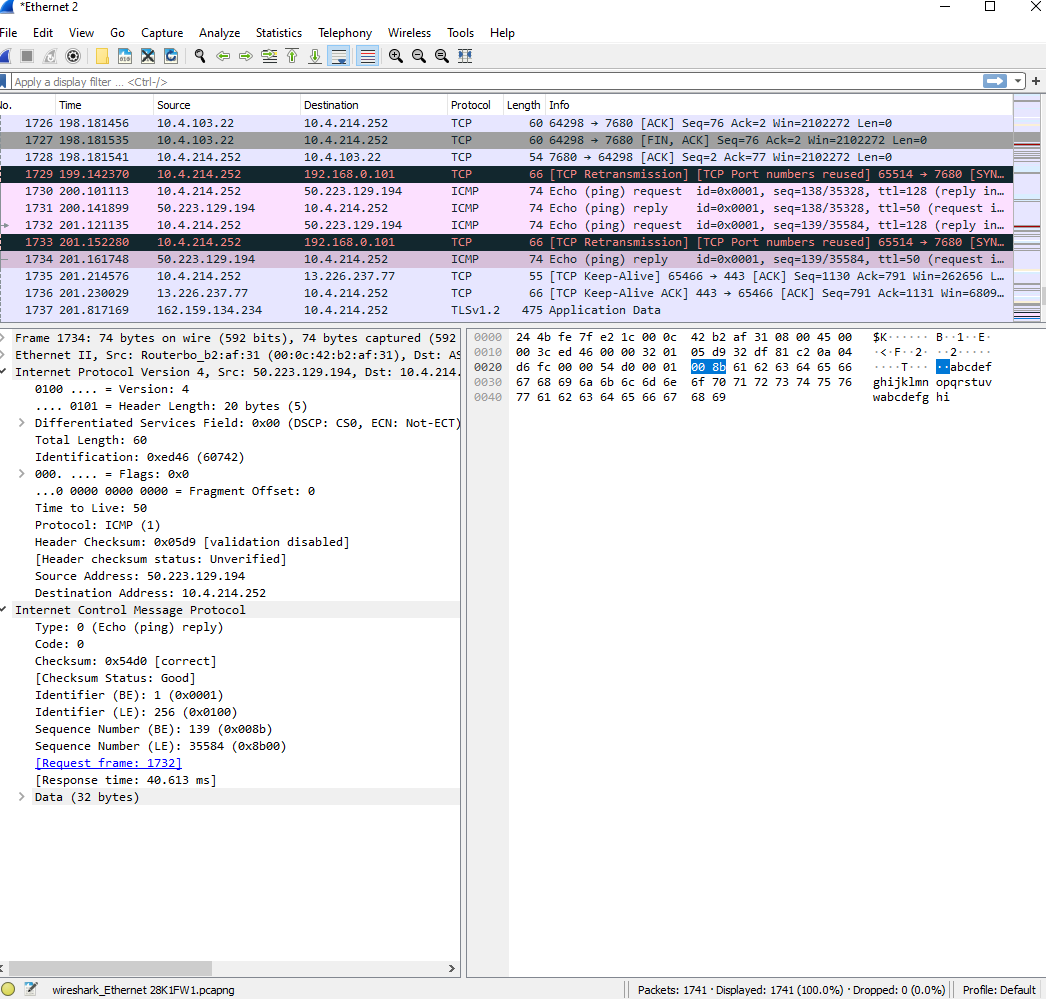 *Ethernet 2
File Edit View Go Capture Analyze Statistics Telephony Wireless Tools Help
Apply a display filter ... <Ctrl-/>
No. Time Source Destination Protocol Length Info
1726 198.181456 10.4.103.22 10.4.214.252 TCP 60 64298 → 7680 [ACK] Seq=76 Ack=2 Win=2102272 Len=0
1727 198.181535 10.4.103.22 10.4.214.252 TCP 60 64298 → 7680 [FIN, ACK] Seq=76 Ack=2 Win=2102272 Len=0
1728 198.181541 10.4.214.252 10.4.103.22 TCP 54 7680 → 64298 [ACK] Seq=2 Ack=77 Win=2102272 Len=0
1729 199.142370 10.4.214.252 192.168.0.101 TCP 66 [TCP Retransmission] [TCP Port numbers reused] 65514 → 7680 [SYN…
1730 200.101113 10.4.214.252 50.223.129.194 ICMP 74 Echo (ping) request id=0x0001, seq=138/35328, ttl=128 (reply in…
1731 200.141899 50.223.129.194 10.4.214.252 ICMP 74 Echo (ping) reply id=0x0001, seq=138/35328, ttl=50 (request i…
1732 201.121135 10.4.214.252 50.223.129.194 ICMP 74 Echo (ping) request id=0x0001, seq=139/35584, ttl=128 (reply in…
1733 201.152280 10.4.214.252 192.168.0.101 TCP 66 [TCP Retransmission] [TCP Port numbers reused] 65514 → 7680 [SYN…
1734 201.161748 50.223.129.194 10.4.214.252 ICMP 74 Echo (ping) reply id=0x0001, seq=139/35584, ttl=50 (request i…
1735 201.214576 10.4.214.252 13.226.237.77 TCP 55 [TCP Keep-Alive] 65466 → 443 [ACK] Seq=1130 Ack=791 Win=262656 L…
1736 201.230029 13.226.237.77 10.4.214.252 TCP 66 [TCP Keep-Alive ACK] 443 → 65466 [ACK] Seq=791 Ack=1131 Win=6809…
1737 201.817169 162.159.134.234 10.4.214.252 TLSv1.2 475 Application Data
Frame 1734: 74 bytes on wire (592 bits), 74 bytes captured (592
Ethernet II, Src: Routerbo_b2:af:31 (00:0c:42:b2:af:31), Dst: AS
Internet Protocol Version 4, Src: 50.223.129.194, Dst: 10.4.214.
0100 .... = Version: 4
.... 0101 = Header Length: 20 bytes (5)
Differentiated Services Field: 0x00 (DSCP: CS0, ECN: Not-ECT)
Total Length: 60
Identification: 0xed46 (60742)
000. .... = Flags: 0x0
...0 0000 0000 0000 = Fragment Offset: 0
Time to Live: 50
Protocol: ICMP (1)
Header Checksum: 0x05d9 [validation disabled]
[Header checksum status: Unverified]
Source Address: 50.223.129.194
Destination Address: 10.4.214.252
Internet Control Message Protocol
Type: 0 (Echo (ping) reply)
Code: 0
Checksum: 0x54d0 [correct]
[Checksum Status: Good]
Identifier (BE): 1 (0x0001)
Identifier (LE): 256 (0x0100)
Sequence Number (BE): 139 (0x008b)
Sequence Number (LE): 35584 (0x8b00)
[Request frame: 1732]
[Response time: 40.613 ms]
Data (32 bytes)
0000 24 4b fe 7f e2 1c 00 0c 42 b2 af 31 08 00 45 00 $K······ B··1··E·
0010 00 3c ed 46 00 00 32 01 05 d9 32 df 81 c2 0a 04 ·<·F··2· ··2·····
0020 d6 fc 00 00 54 d0 00 01 00 8b 61 62 63 64 65 66 ····T··· ··abcdef
0030 67 68 69 6a 6b 6c 6d 6e 6f 70 71 72 73 74 75 76 ghijklmn opqrstuv
0040 77 61 62 63 64 65 66 67 68 69 wabcdefg hi
wireshark_Ethernet 28K1FW1.pcapng Packets: 1741 · Displayed: 1741 (100.0%) · Dropped: 0 (0.0%) Profile: Default